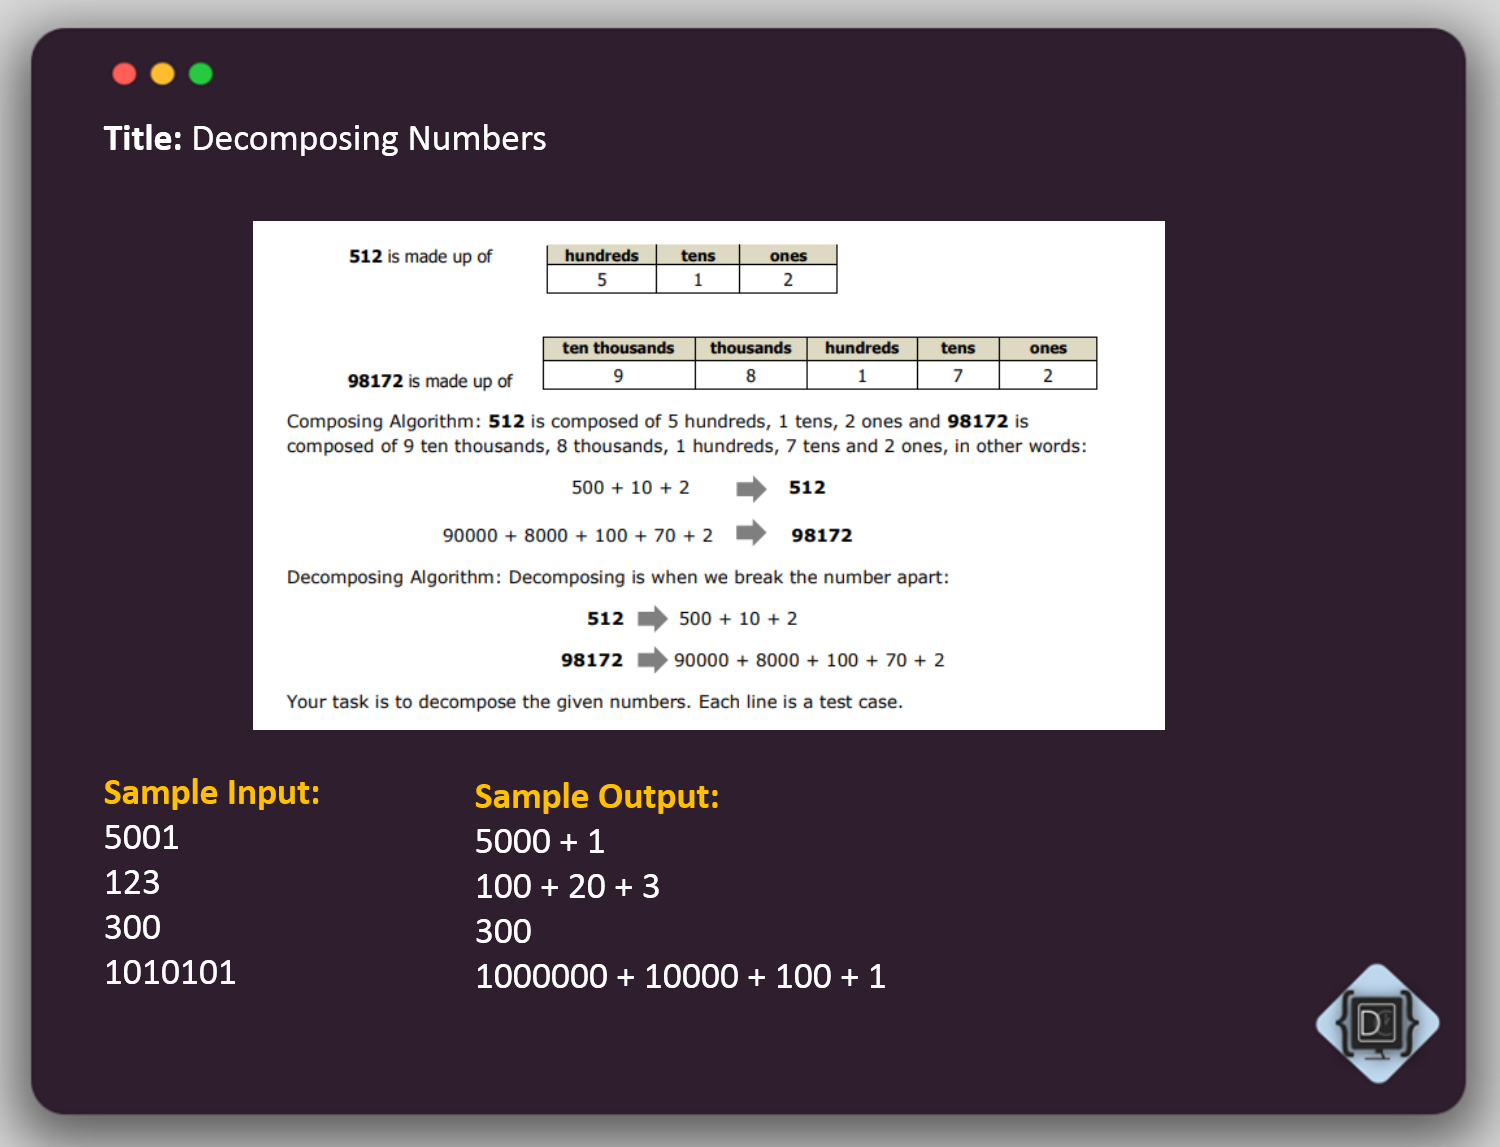 Title: Decomposing Numbers
512 is made up of
hundreds tens ones
5 1 2
ten thousands thousands hundreds tens ones
9 8 1 7 2
98172 is made up of
Composing Algorithm: 512 is composed of 5 hundreds, 1 tens, 2 ones and 98172 is
composed of 9 ten thousands, 8 thousands, 1 hundreds, 7 tens and 2 ones, in other words:
500 + 10 + 2 512
90000 + 8000 + 100 + 70 + 2 98172
Decomposing Algorithm: Decomposing is when we break the number apart:
512 500 + 10 + 2
98172 90000 + 8000 + 100 + 70 + 2
Your task is to decompose the given numbers. Each line is a test case.
Sample Input:
5001
123
300
1010101
Sample Output:
5000 + 1
100 + 20 + 3
300
1000000 + 10000 + 100 + 1